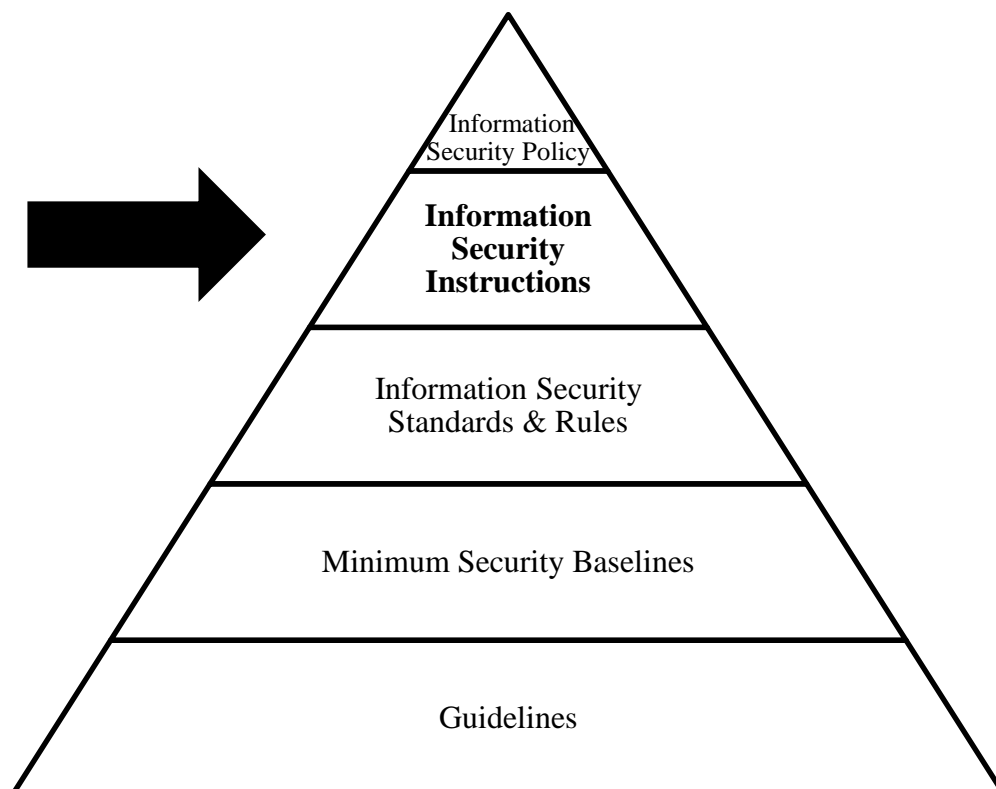 Information
Security Policy
Information
Security
Instructions
Information Security
Standards & Rules
Minimum Security Baselines
Guidelines